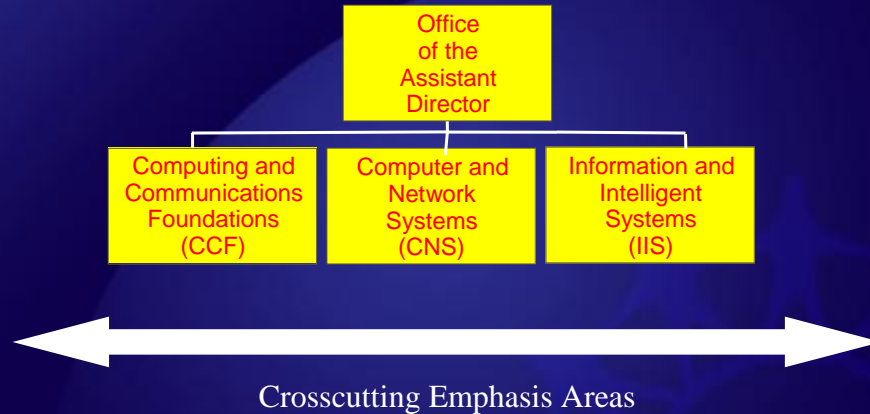 Office
of the
Assistant
Director
Computing and
Communications
Foundations
(CCF)
Computer and
Network
Systems
(CNS)
Information and
Intelligent
Systems
(IIS)
Crosscutting Emphasis Areas